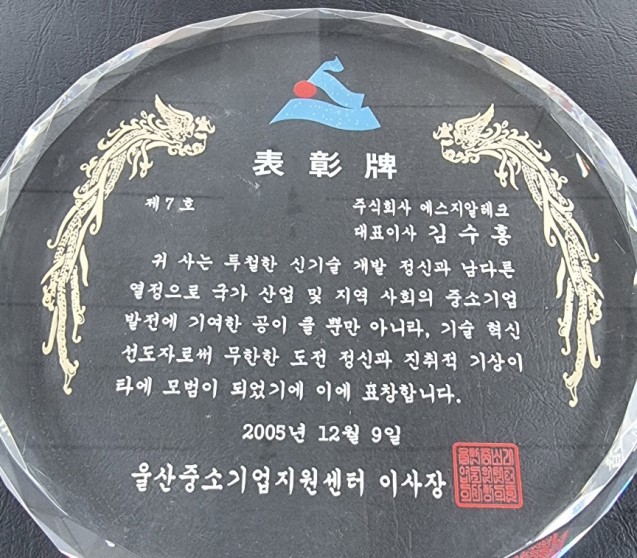 表彰牌
제7호
주식회사 에스지알테크
대표이사 김수홍
귀 사는 투철한 신기술 개발 정신과 남다른
열정으로 국가 산업 및 지역 사회의 중소기업
발전에 기여한 공이 클 뿐만 아니라, 기술 혁신
선도자로써 무한한 도전 정신과 진취적 기상이
타에 모범이 되었기에 이에 표창합니다.
2005년 12월 9일
울산중소기업지원센터 이사장